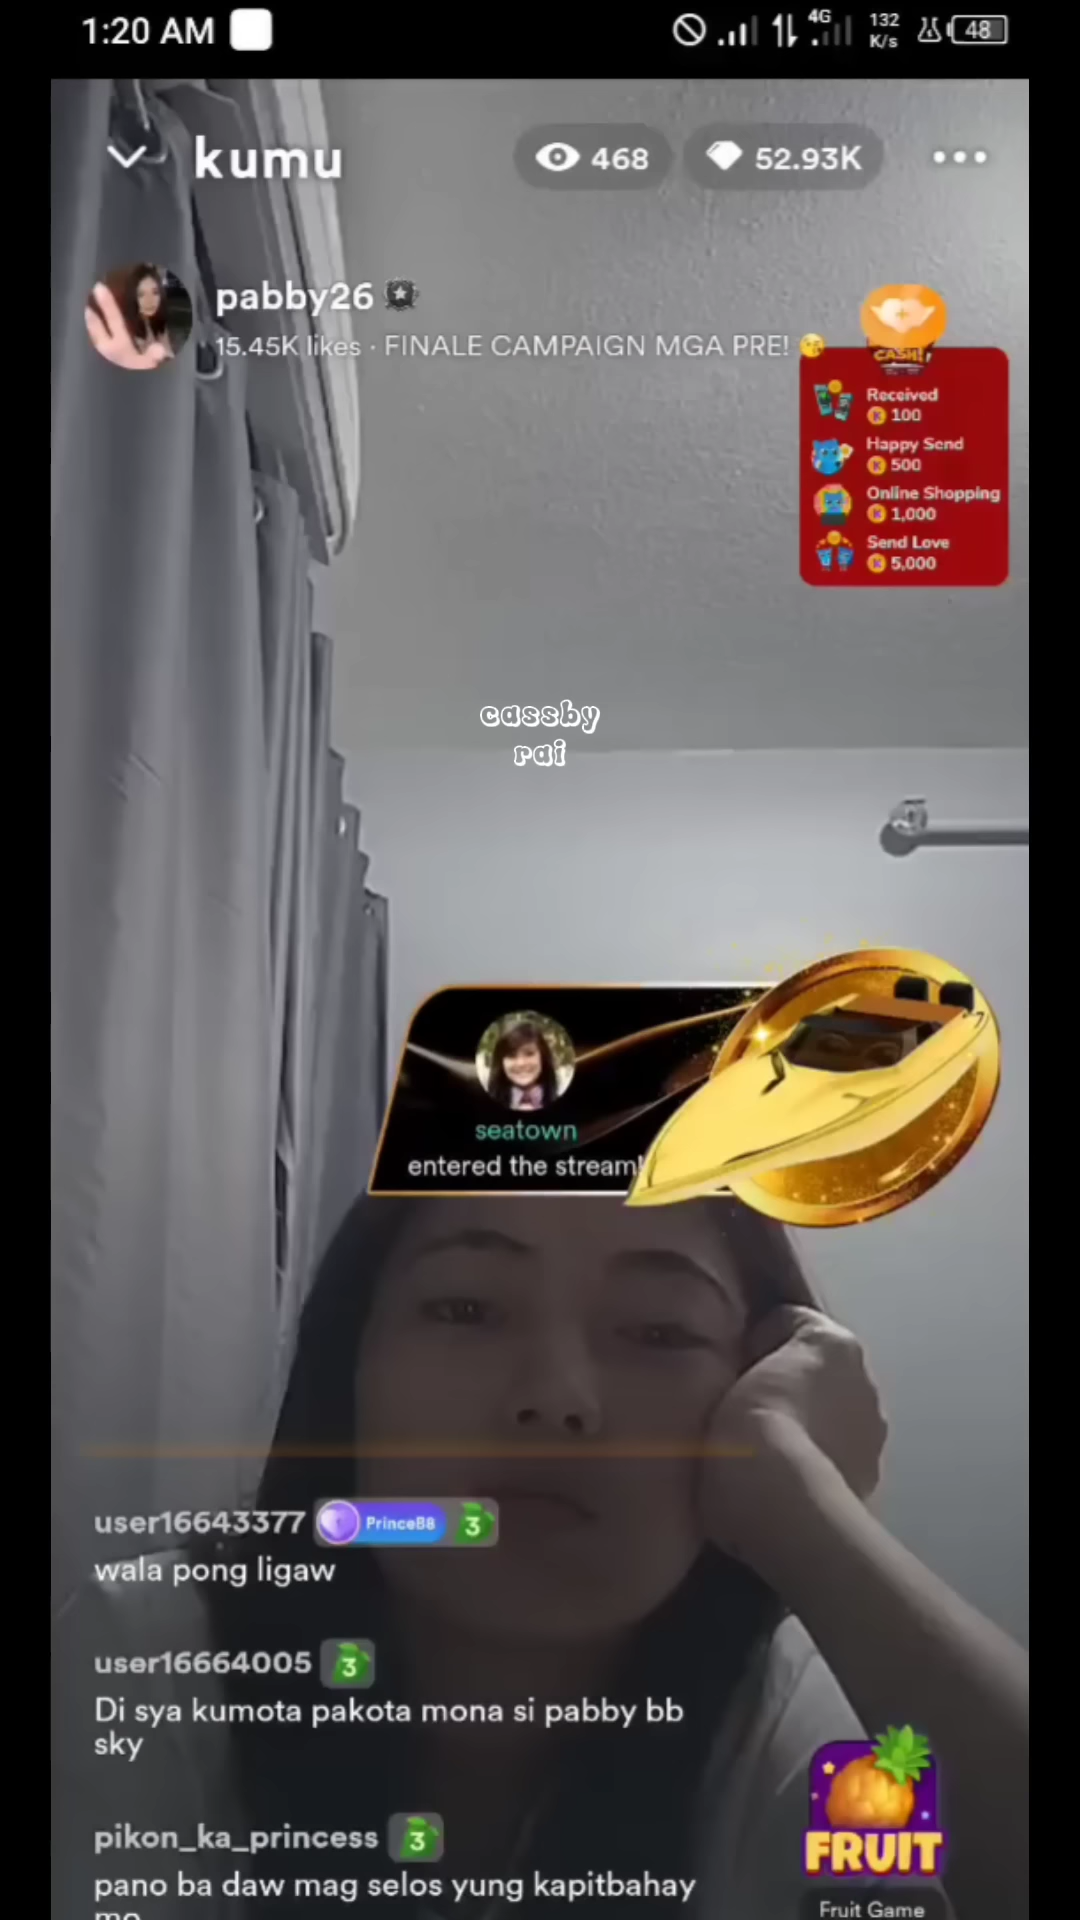 1:20 AM
4G
132
K/s
48
kumu
468
52.93K
pabby26
15.45K likes · FINALE CAMPAIGN MGA PRE! 😘
CASH!
Received
100
Happy Send
500
Online Shopping
1,000
Send Love
5,000
cassby
rai
seatown
entered the stream!
user16643377 PrinceBB 3
wala pong ligaw
user16664005 3
Di sya kumota pakota mona si pabby bb
sky
pikon_ka_princess 3
pano ba daw mag selos yung kapitbahay
mo
FRUIT
Fruit Game